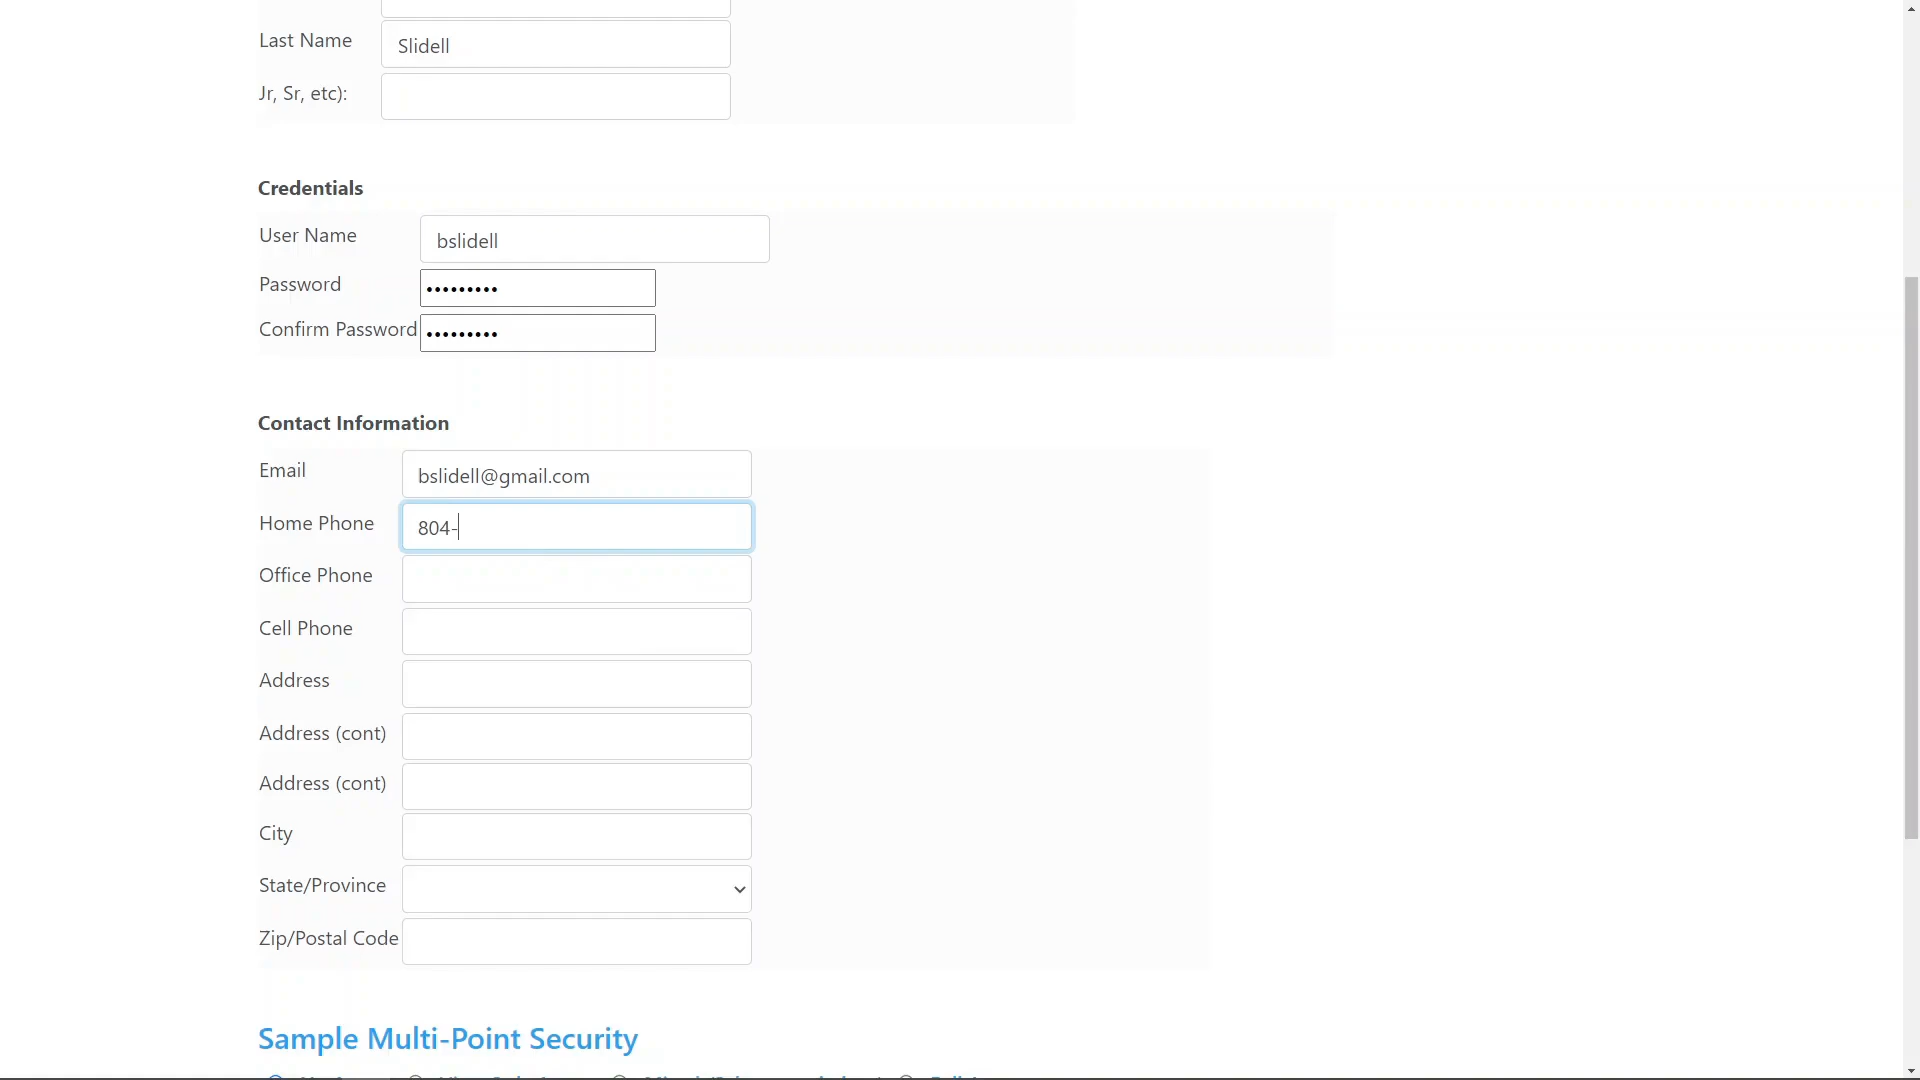 Last Name
Slidell
Jr, Sr, etc):
Credentials
User Name
bslidell
Password
•••••••••
Confirm Password
•••••••••
Contact Information
Email
bslidell@gmail.com
Home Phone
804-
Office Phone
Cell Phone
Address
Address (cont)
Address (cont)
City
State/Province
Zip/Postal Code
Sample Multi-Point Security